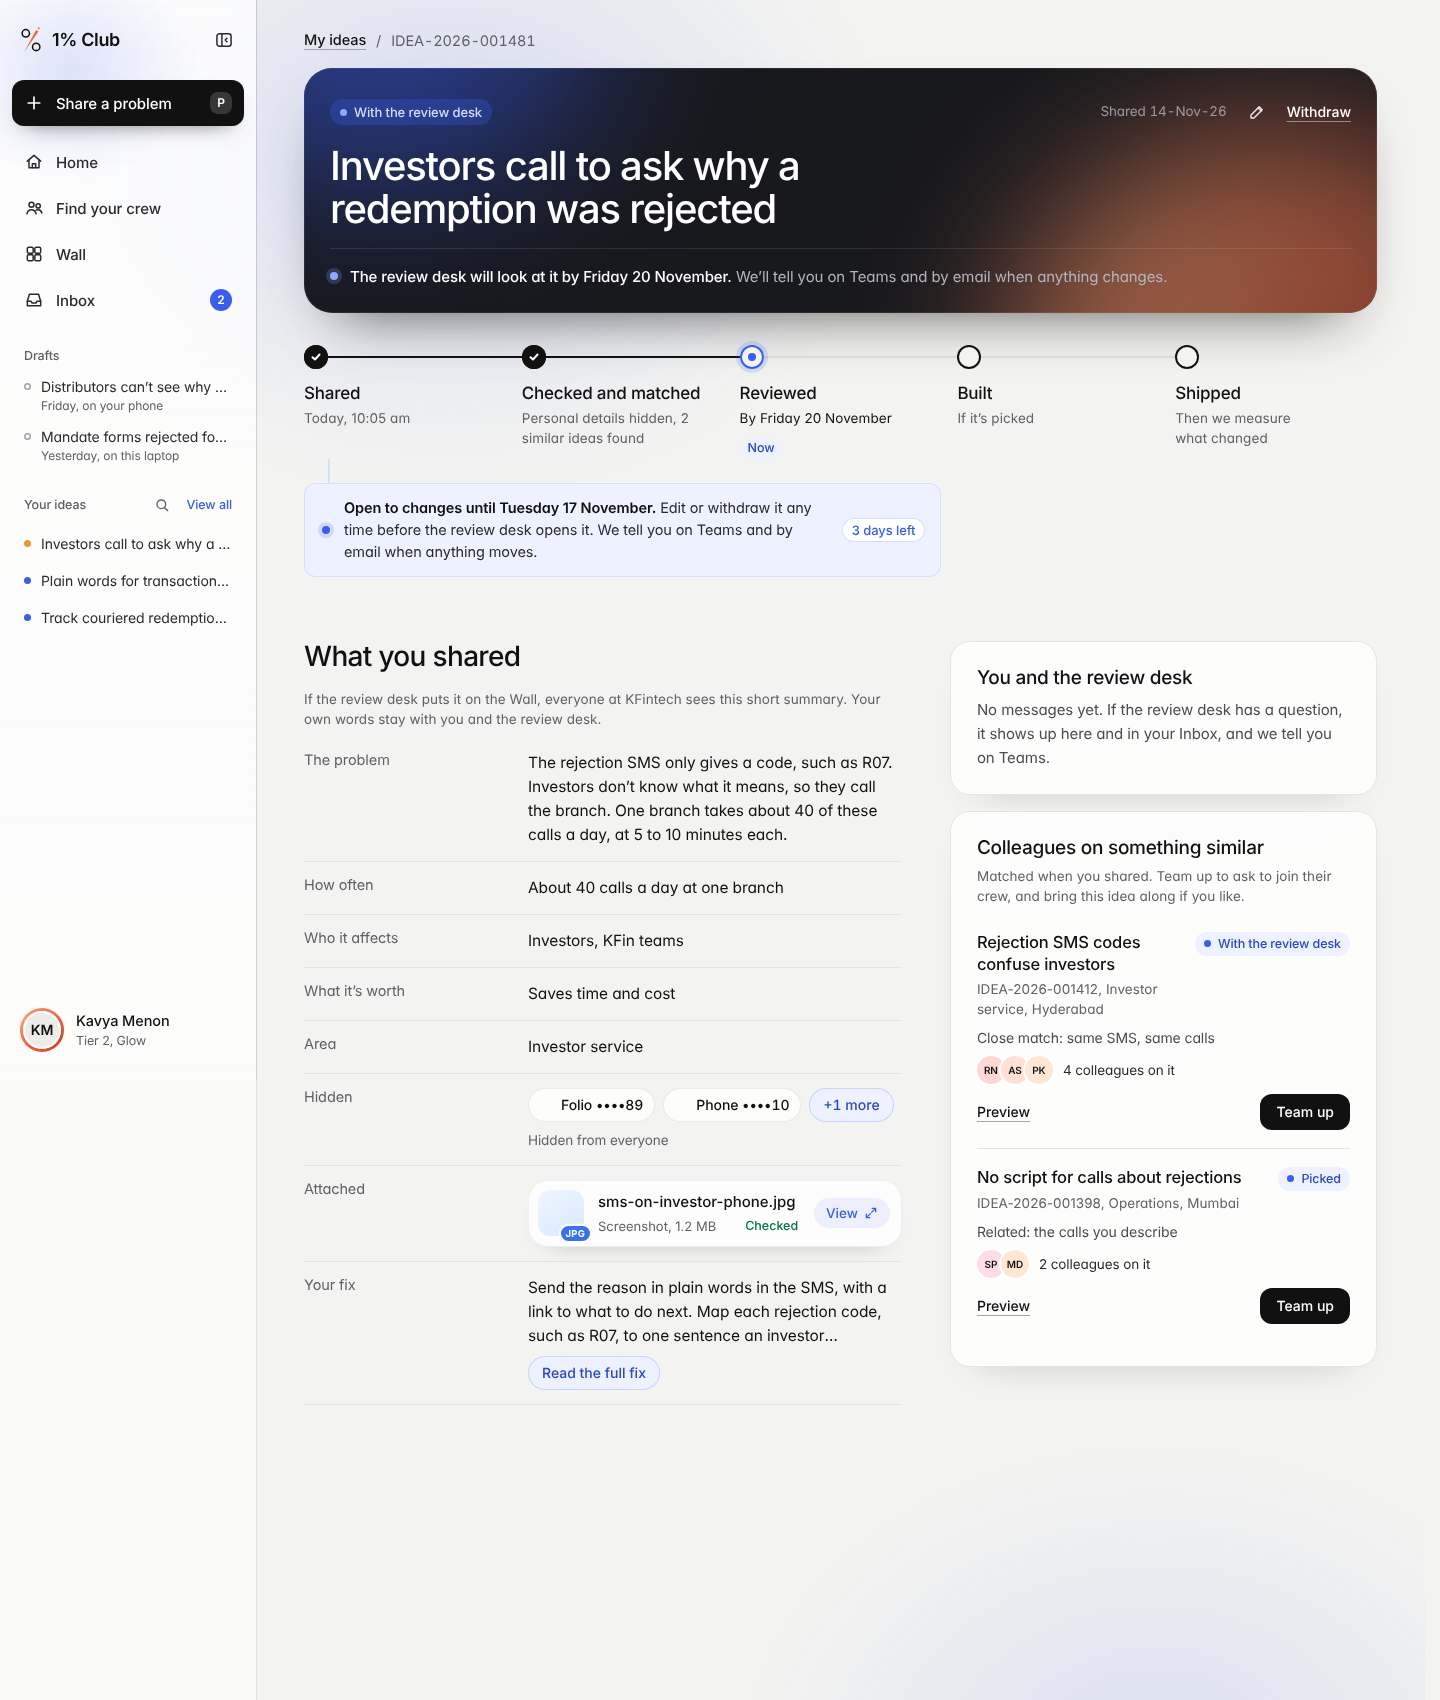 1% Club
Share a problem P
Home
Find your crew
Wall
Inbox 2
Drafts
Distributors can’t see why ...
Friday, on your phone
Mandate forms rejected fo...
Yesterday, on this laptop
Your ideas View all
Investors call to ask why a ...
Plain words for transaction...
Track couriered redemptio...
KM
Kavya Menon
Tier 2, Glow
My ideas / IDEA-2026-001481
With the review desk
Shared 14-Nov-26 Withdraw
Investors call to ask why a
redemption was rejected
The review desk will look at it by Friday 20 November. We’ll tell you on Teams and by email when anything changes.
Shared
Today, 10:05 am
Checked and matched
Personal details hidden, 2
similar ideas found
Reviewed
By Friday 20 November
Now
Built
If it’s picked
Shipped
Then we measure
what changed
Open to changes until Tuesday 17 November. Edit or withdraw it any
time before the review desk opens it. We tell you on Teams and by
email when anything moves.
3 days left
What you shared
If the review desk puts it on the Wall, everyone at KFintech sees this short summary. Your
own words stay with you and the review desk.
The problem
The rejection SMS only gives a code, such as R07.
Investors don’t know what it means, so they call
the branch. One branch takes about 40 of these
calls a day, at 5 to 10 minutes each.
How often
About 40 calls a day at one branch
Who it affects
Investors, KFin teams
What it’s worth
Saves time and cost
Area
Investor service
Hidden
Folio ••••89 Phone ••••10 +1 more
Hidden from everyone
Attached
JPG
sms-on-investor-phone.jpg
Screenshot, 1.2 MB Checked
View
Your fix
Send the reason in plain words in the SMS, with a
link to what to do next. Map each rejection code,
such as R07, to one sentence an investor...
Read the full fix
You and the review desk
No messages yet. If the review desk has a question,
it shows up here and in your Inbox, and we tell you
on Teams.
Colleagues on something similar
Matched when you shared. Team up to ask to join their
crew, and bring this idea along if you like.
Rejection SMS codes
confuse investors
With the review desk
IDEA-2026-001412, Investor
service, Hyderabad
Close match: same SMS, same calls
RN AS PK 4 colleagues on it
Preview Team up
No script for calls about rejections
Picked
IDEA-2026-001398, Operations, Mumbai
Related: the calls you describe
SP MD 2 colleagues on it
Preview Team up